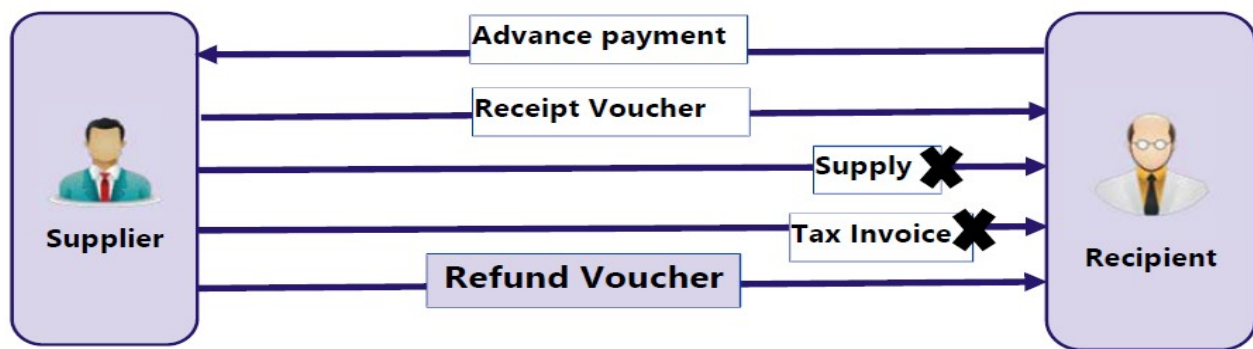 Advance payment
Receipt Voucher
Supply
Tax Invoice
Refund Voucher
Supplier
Recipient